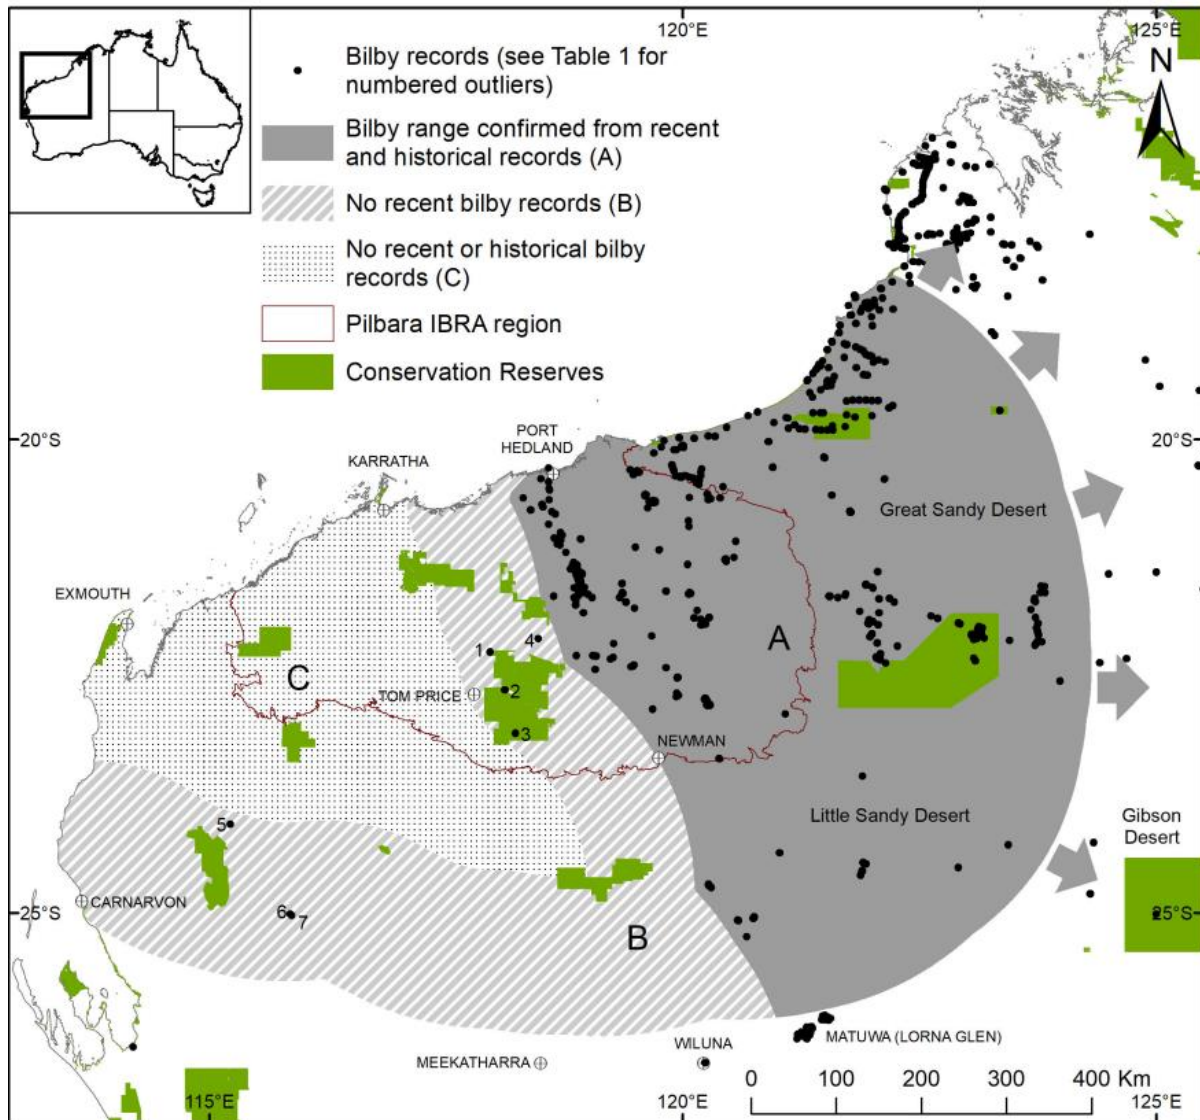 120°E
125°E
N
Bilby records (see Table 1 for
numbered outliers)
Bilby range confirmed from recent
and historical records (A)
No recent bilby records (B)
No recent or historical bilby
records (C)
Pilbara IBRA region
Conservation Reserves
20°S
20°S
PORT
HEDLAND
KARRATHA
Great Sandy Desert
EXMOUTH
1
4
A
C
TOM PRICE
2
3
NEWMAN
Little Sandy Desert
Gibson
Desert
5
CARNARVON
6
7
25°S
25°S
B
MATUWA (LORNA GLEN)
WILUNA
MEEKATHARRA
0 100 200 300 400 Km
115°E
120°E
125°E